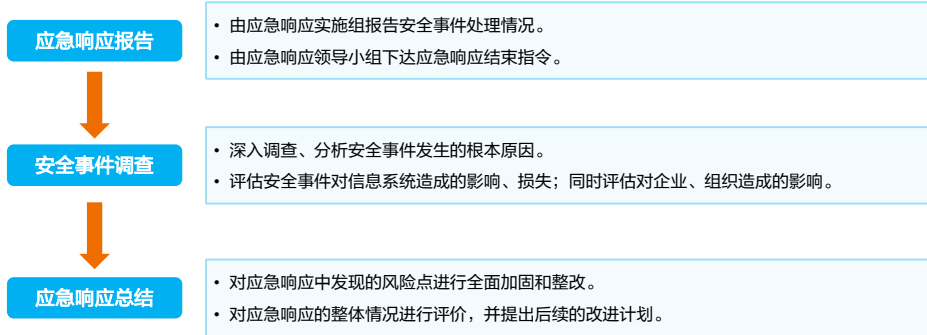 应急响应报告
• 由应急响应实施组报告安全事件处理情况。
• 由应急响应领导小组下达应急响应结束指令。
安全事件调查
• 深入调查、分析安全事件发生的根本原因。
• 评估安全事件对信息系统造成的影响、损失；同时评估对企业、组织造成的影响。
应急响应总结
• 对应急响应中发现的风险点进行全面加固和整改。
• 对应急响应的整体情况进行评价，并提出后续的改进计划。